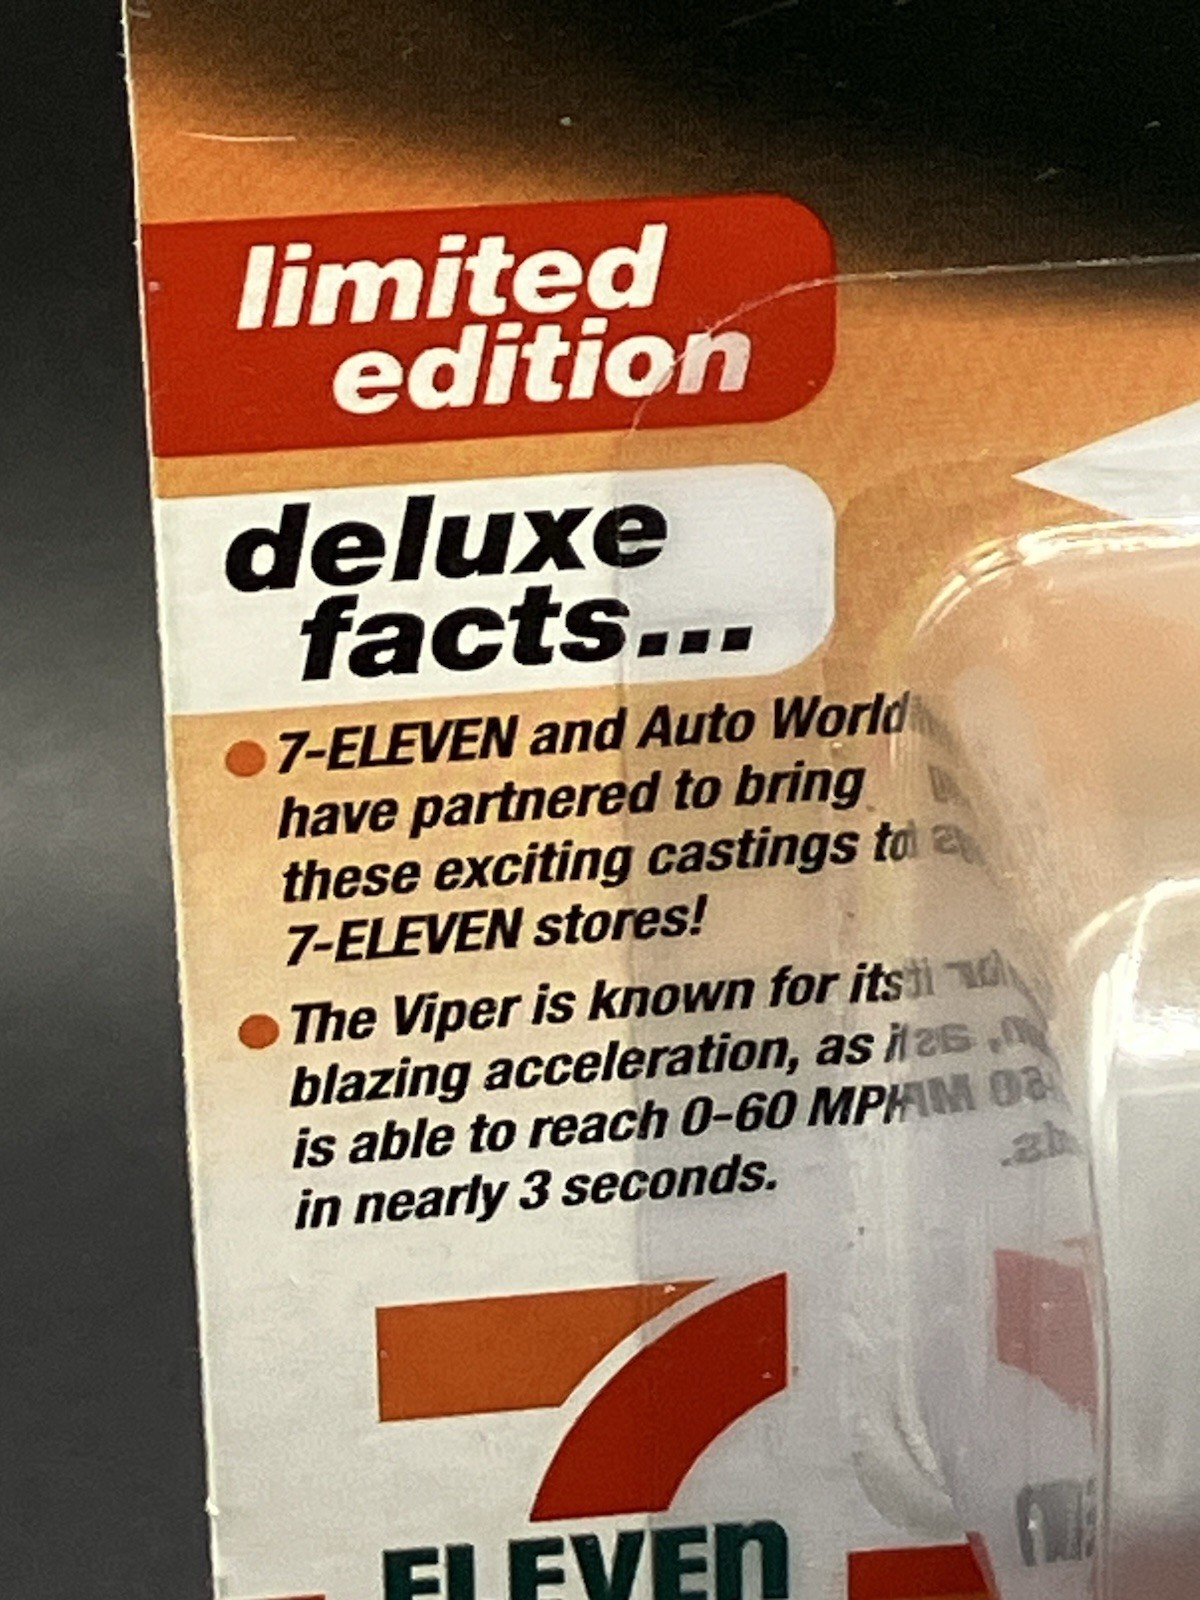 limited
edition
deluxe
facts...
● 7-ELEVEN and Auto World
have partnered to bring
these exciting castings to
7-ELEVEN stores!
● The Viper is known for its
blazing acceleration, as it
is able to reach 0-60 MPH
in nearly 3 seconds.
7
ELEVEn